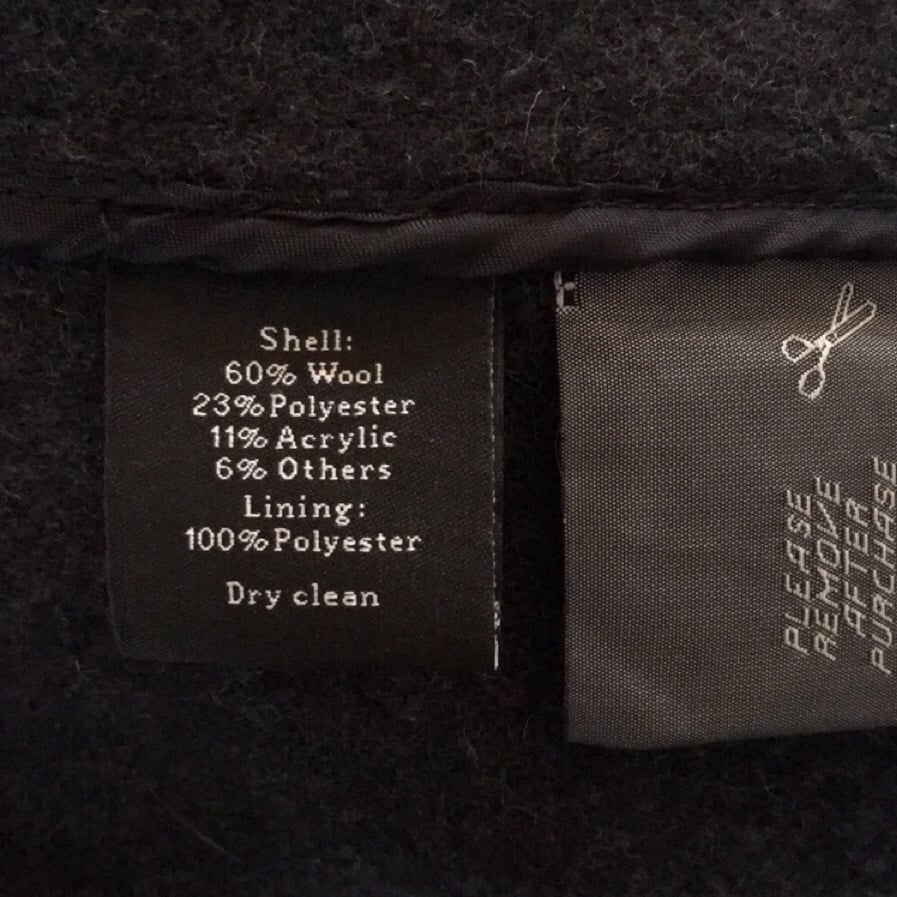 Shell:
60% Wool
23% Polyester
11% Acrylic
6% Others
Lining:
100% Polyester
Dry clean
PLEASE
REMOVE
AFTER
PURCHASE